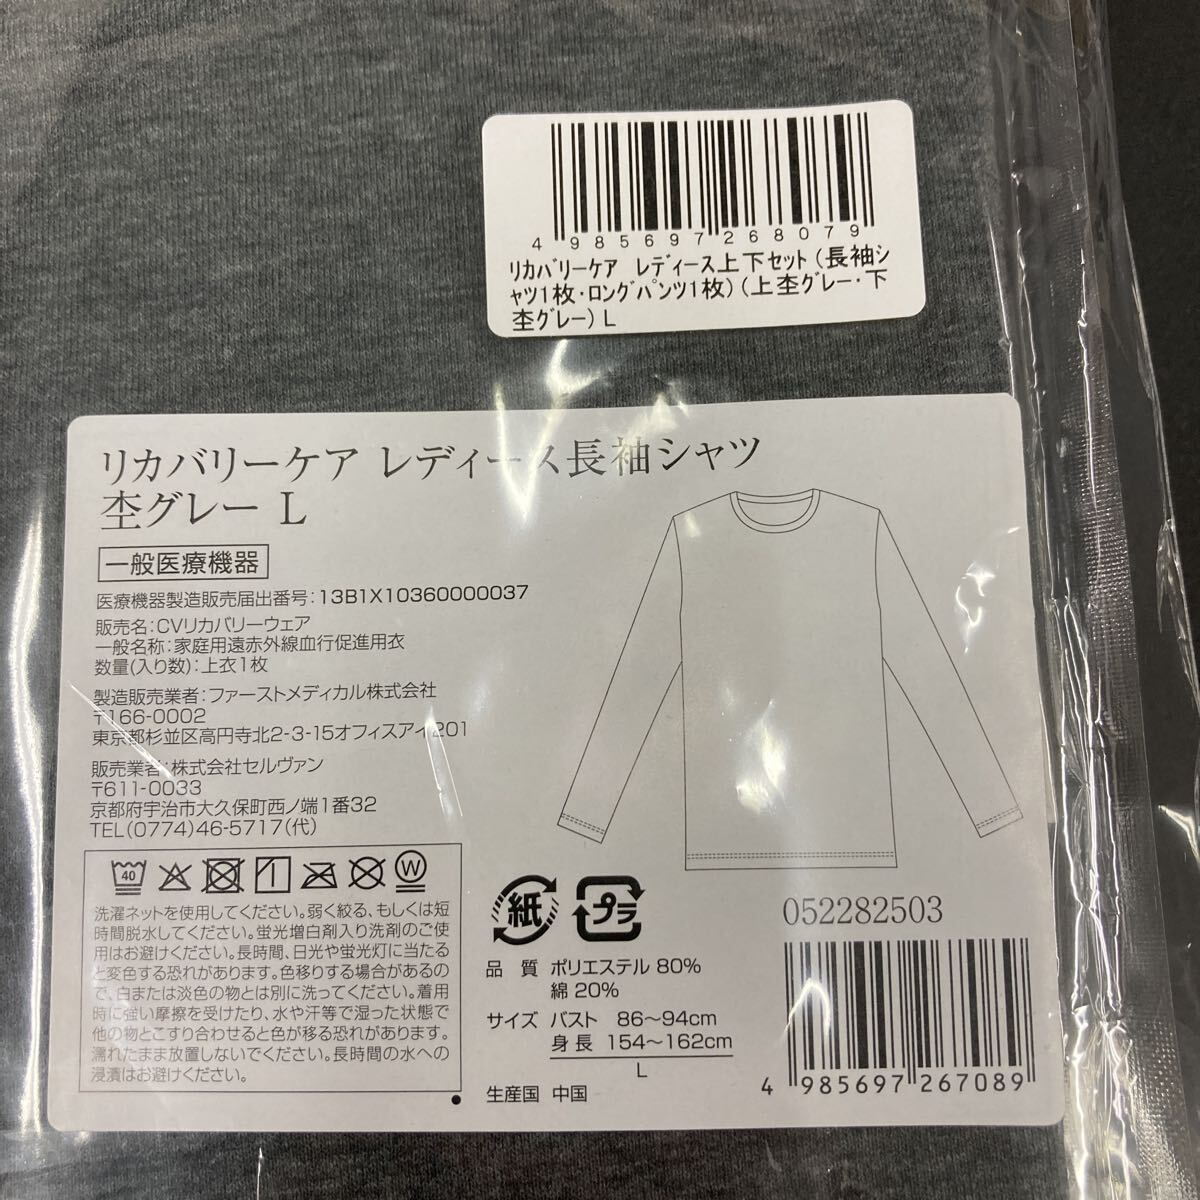 4985697268079
リカバリーケア レディース上下セット(長袖シ
ャツ1枚・ロングパンツ1枚)(上杢グレー・下
杢グレー)L
リカバリーケア レディース長袖シャツ
杢グレー L
一般医療機器
医療機器製造販売届出番号:13B1X10360000037
販売名:CVリカバリーウェア
一般名称:家庭用遠赤外線血行促進用衣
数量(入り数):上衣1枚
製造販売業者:ファーストメディカル株式会社
〒166-0002
東京都杉並区高円寺北2-3-15オフィスアイ201
販売業者:株式会社セルヴァン
〒611-0033
京都府宇治市大久保町西ノ端1番32
TEL(0774)46-5717(代)
40 W
洗濯ネットを使用してください。弱く絞る、もしくは短
時間脱水してください。蛍光増白剤入り洗剤のご使
用はお避けください。長時間、日光や蛍光灯に当たる
と変色する恐れがあります。色移りする場合があるの
で、白または淡色の物とは別に洗ってください。着用
時に強い摩擦を受けたり、水や汗等で湿った状態で
他の物とこすり合わせると色が移る恐れがあります。
濡れたまま放置しないでください。長時間の水への
浸漬はお避けください。
紙 プラ
品質 ポリエステル 80%
綿 20%
サイズ バスト 86~94cm
身長 154~162cm
L
生産国 中国
052282503
4 985697 267089